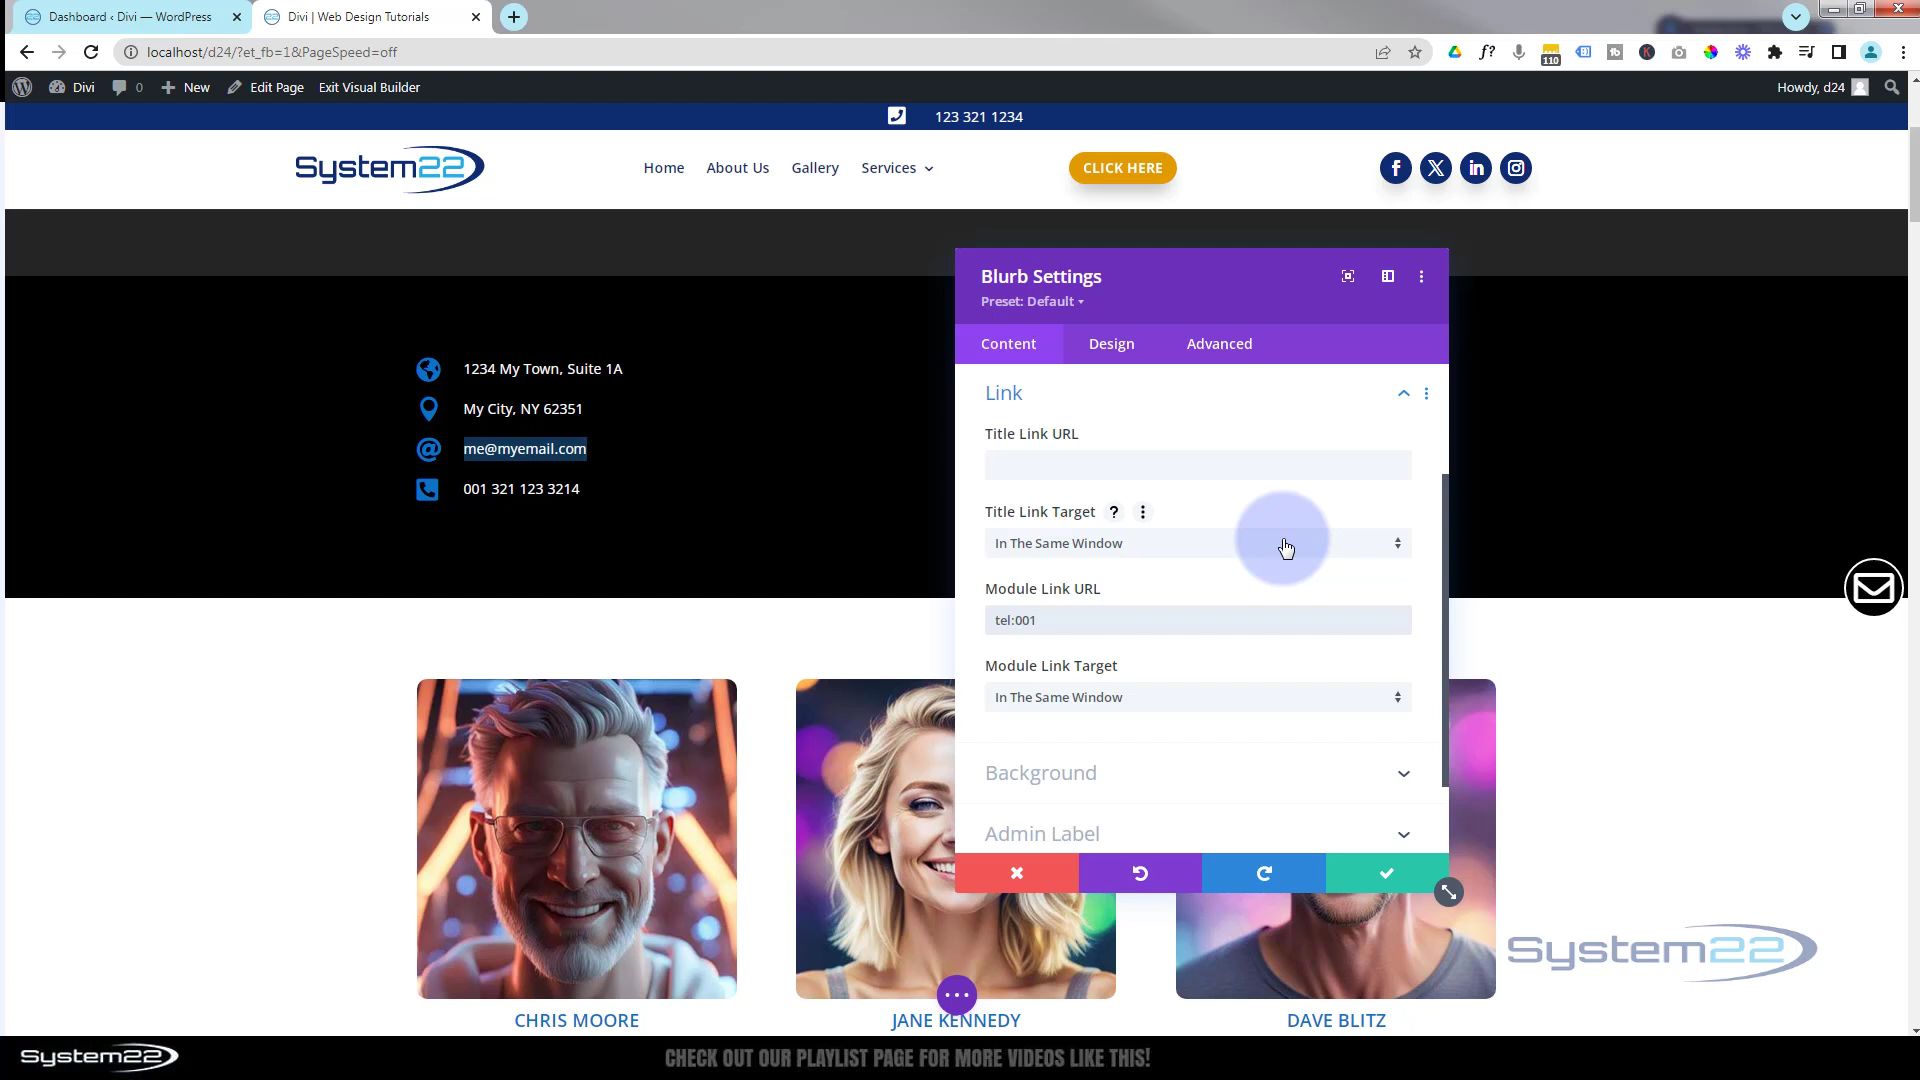 Dashboard ‹ Divi — WordPress
Divi | Web Design Tutorials
localhost/d24/?et_fb=1&PageSpeed=off
f?
110
fb
K
Divi
0
New
Edit Page
Exit Visual Builder
Howdy, d24
123 321 1234
System22
Home
About Us
Gallery
Services
CLICK HERE
Blurb Settings
Preset: Default
Content
Design
Advanced
1234 My Town, Suite 1A
My City, NY 62351
me@myemail.com
001 321 123 3214
Link
Title Link URL
Title Link Target
?
In The Same Window
Module Link URL
tel:001
Module Link Target
In The Same Window
Background
Admin Label
System22
CHRIS MOORE
JANE KENNEDY
DAVE BLITZ
System22
CHECK OUT OUR PLAYLIST PAGE FOR MORE VIDEOS LIKE THIS!